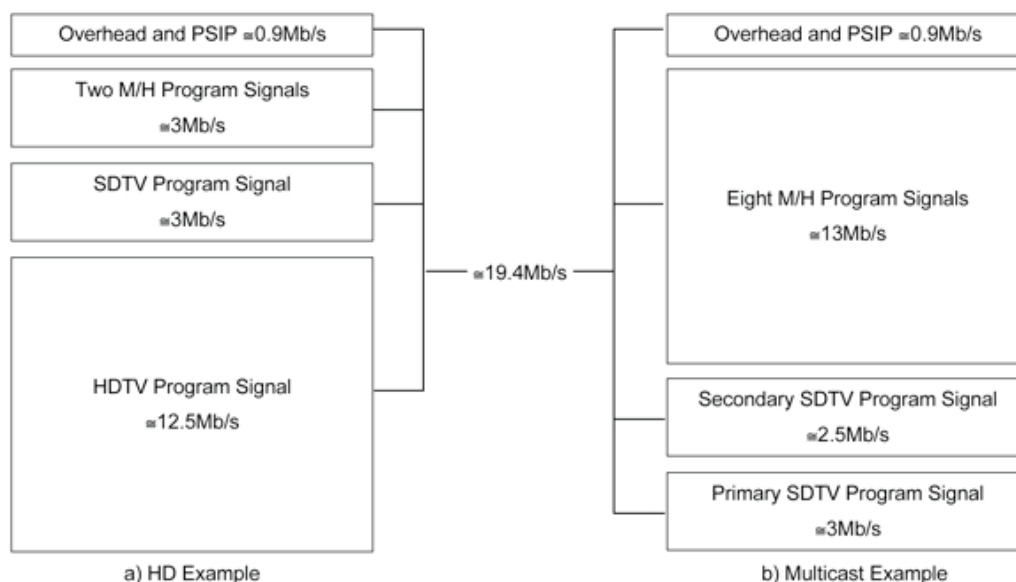 Overhead and PSIP ≅0.9Mb/s
Two M/H Program Signals
≅3Mb/s
SDTV Program Signal
≅3Mb/s
HDTV Program Signal
≅12.5Mb/s
a) HD Example
≅19.4Mb/s
Overhead and PSIP ≅0.9Mb/s
Eight M/H Program Signals
≅13Mb/s
Secondary SDTV Program Signal
≅2.5Mb/s
Primary SDTV Program Signal
≅3Mb/s
b) Multicast Example